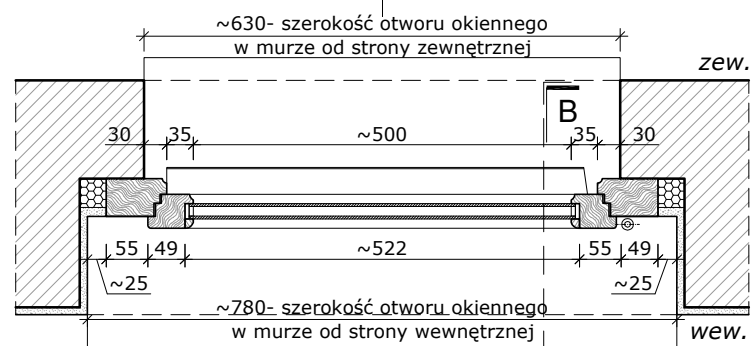 ~630- szerokość otworu okiennego
w murze od strony zewnętrznej
zew.
B
30 35 ~500 35 30
55 49 ~522 55 49
~25 ~25
~780- szerokość otworu okiennego
w murze od strony wewnętrznej
wew.